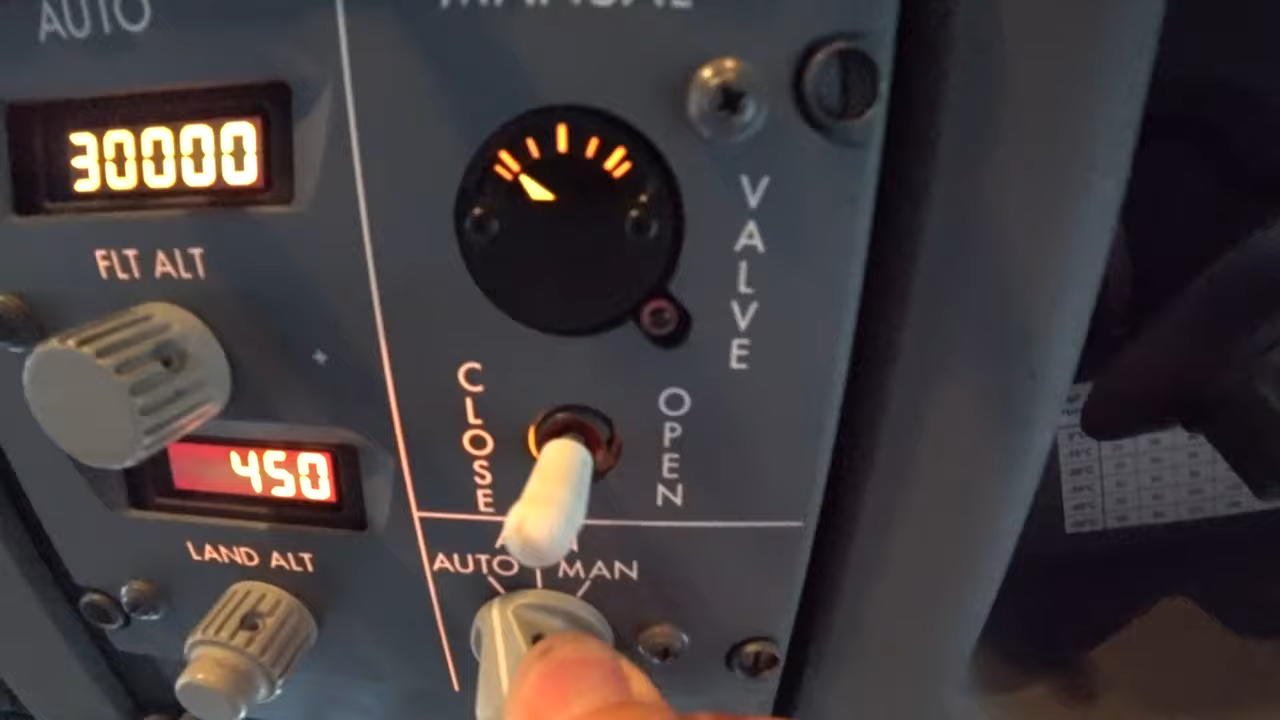 AUTO
MANUAL
30000
FLT ALT
VALVE
CLOSE
OPEN
450
LAND ALT
AUTO
MAN